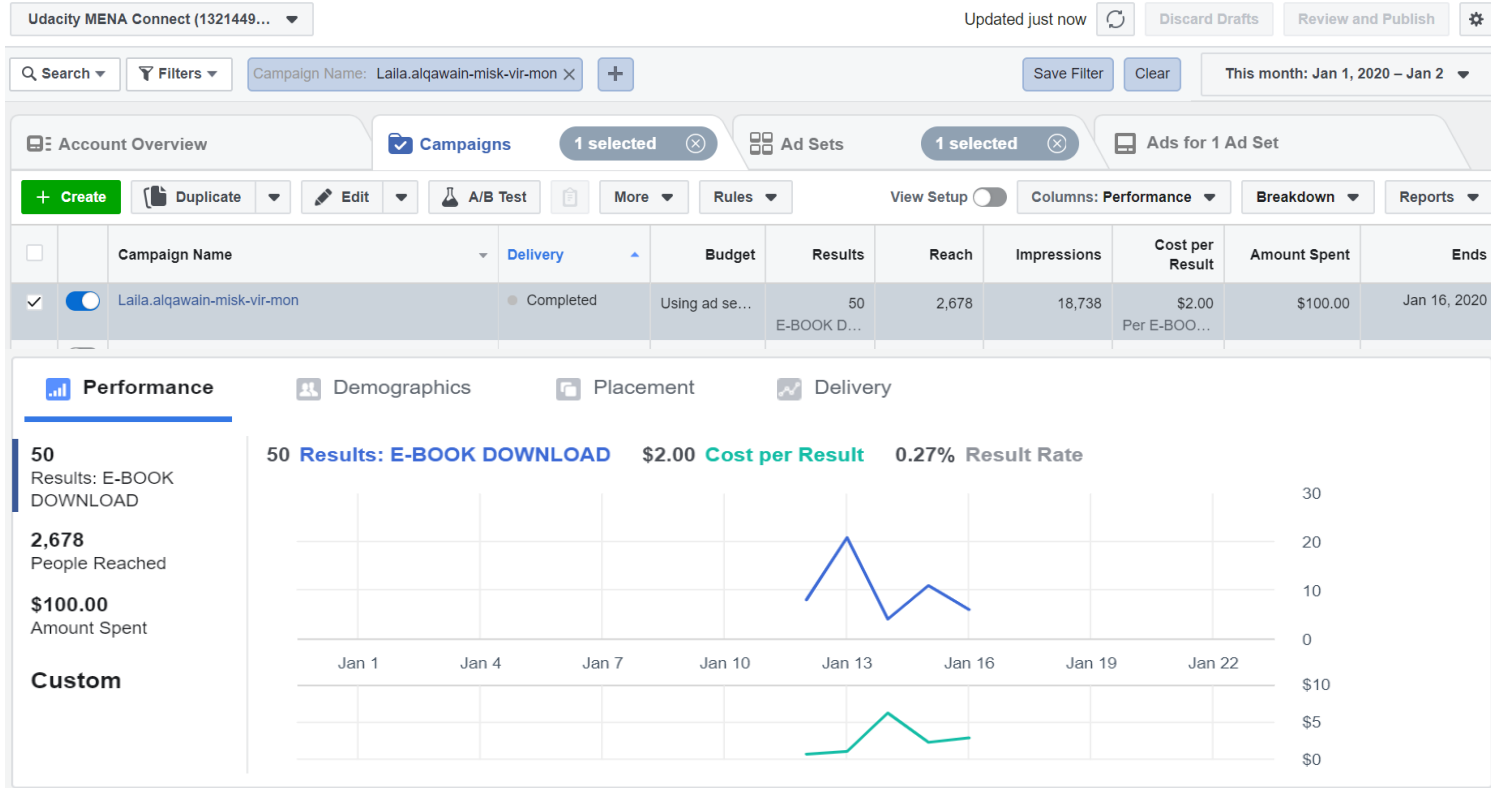 Udacity MENA Connect (1321449...
Updated just now
Discard Drafts
Review and Publish
Search
Filters
Campaign Name: Laila.alqawain-misk-vir-mon
Save Filter
Clear
This month: Jan 1, 2020 – Jan 2
Account Overview
Campaigns
1 selected
Ad Sets
1 selected
Ads for 1 Ad Set
Create
Duplicate
Edit
A/B Test
More
Rules
View Setup
Columns: Performance
Breakdown
Reports
Campaign Name
Delivery
Budget
Results
Reach
Impressions
Cost per
Result
Amount Spent
Ends
Laila.alqawain-misk-vir-mon
Completed
Using ad se...
50
E-BOOK D...
2,678
18,738
$2.00
Per E-BOO...
$100.00
Jan 16, 2020
Performance
Demographics
Placement
Delivery
50
Results: E-BOOK
DOWNLOAD
2,678
People Reached
$100.00
Amount Spent
Custom
50 Results: E-BOOK DOWNLOAD $2.00 Cost per Result 0.27% Result Rate
30
20
10
0
Jan 1 Jan 4 Jan 7 Jan 10 Jan 13 Jan 16 Jan 19 Jan 22
$10
$5
$0